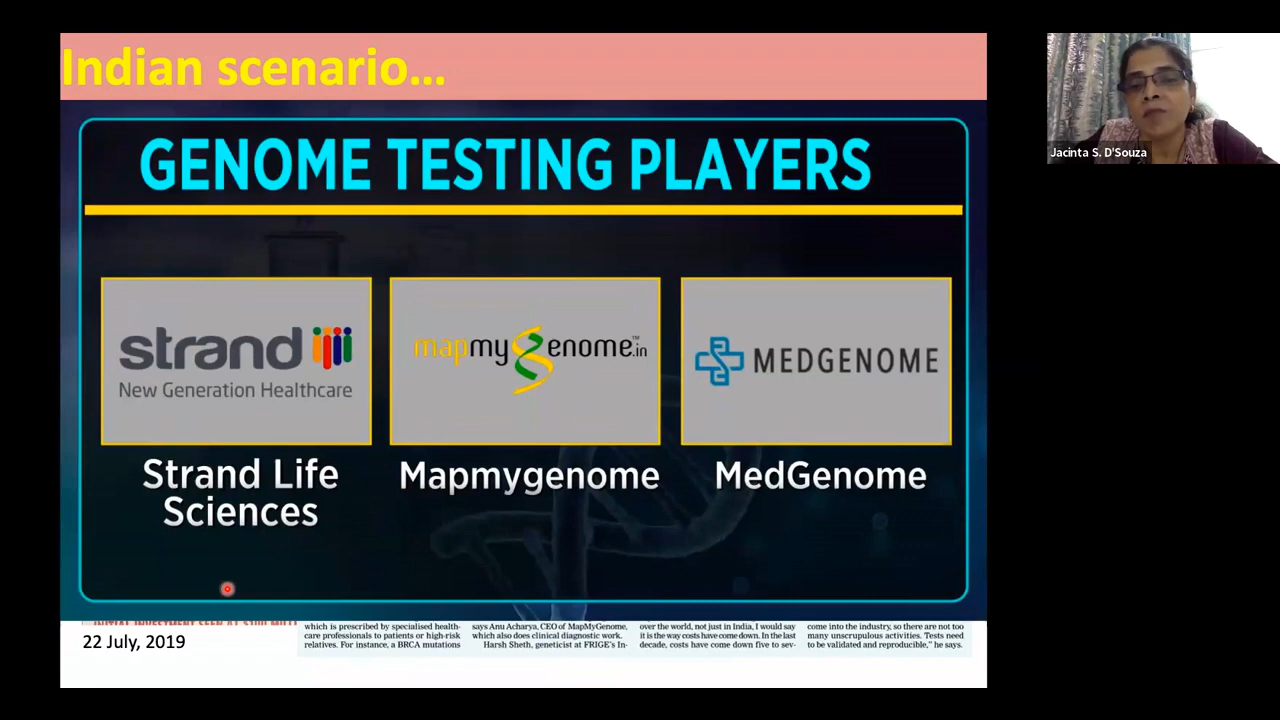 Indian scenario...
GENOME TESTING PLAYERS
strand
New Generation Healthcare
mapmygenome.in
TM
MEDGENOME
Strand Life
Sciences
Mapmygenome
MedGenome
22 July, 2019
which is prescribed by specialised health-
care professionals to patients or high-risk
relatives. For instance, a BRCA mutations
says Anu Acharya, CEO of MapMyGenome,
which also does clinical diagnostic work.
Harsh Sheth, geneticist at FRIGE's In-
over the world, not just in India, I would say
it is the way costs have come down. In the last
decade, costs have come down five to sev-
come into the industry, so there are not too
many unscrupulous activities. Tests need
to be validated and reproducible," he says.
Jacinta S. D'Souza